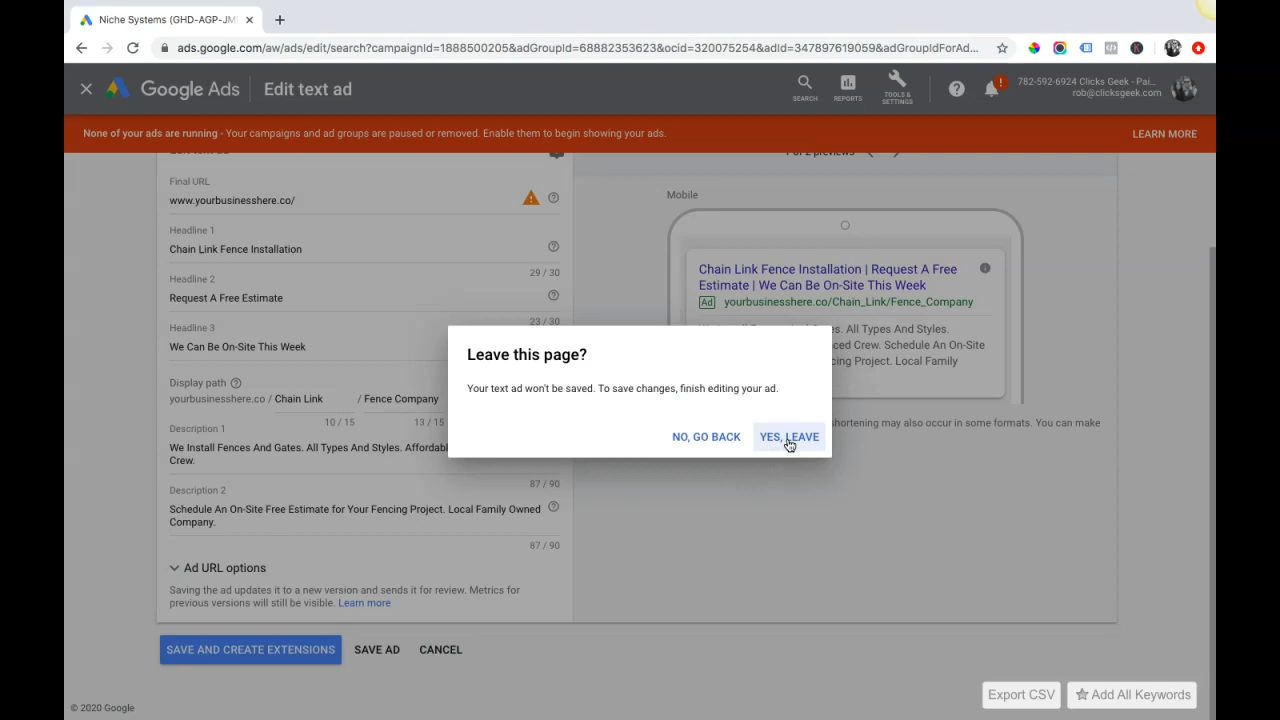 Niche Systems (GHD-AGP-JM
ads.google.com/aw/ads/edit/search?campaignId=1888500205&adGroupId=68882353623&ocid=320075254&adId=347897619059&adGroupIdForAd...
Google Ads
Edit text ad
SEARCH
REPORTS
TOOLS & SETTINGS
782-592-6924 Clicks Geek - Pai...
rob@clicksgeek.com
None of your ads are running - Your campaigns and ad groups are paused or removed. Enable them to begin showing your ads.
LEARN MORE
Final URL
www.yourbusinesshere.co/
Headline 1
Chain Link Fence Installation
29 / 30
Headline 2
Request A Free Estimate
23 / 30
Headline 3
We Can Be On-Site This Week
Display path
yourbusinesshere.co / Chain Link / Fence Company
10 / 15
13 / 15
Description 1
We Install Fences And Gates. All Types And Styles. Affordabl
Crew.
87 / 90
Description 2
Schedule An On-Site Free Estimate for Your Fencing Project. Local Family Owned
Company.
87 / 90
Ad URL options
Saving the ad updates it to a new version and sends it for review. Metrics for
previous versions will still be visible. Learn more
SAVE AND CREATE EXTENSIONS
SAVE AD
CANCEL
© 2020 Google
previews
Mobile
Chain Link Fence Installation | Request A Free
Estimate | We Can Be On-Site This Week
Ad yourbusinesshere.co/Chain_Link/Fence_Company
. All Types And Styles.
Crew. Schedule An On-Site
Project. Local Family
shortening may also occur in some formats. You can make
Leave this page?
Your text ad won't be saved. To save changes, finish editing your ad.
NO, GO BACK
YES, LEAVE
Export CSV
Add All Keywords